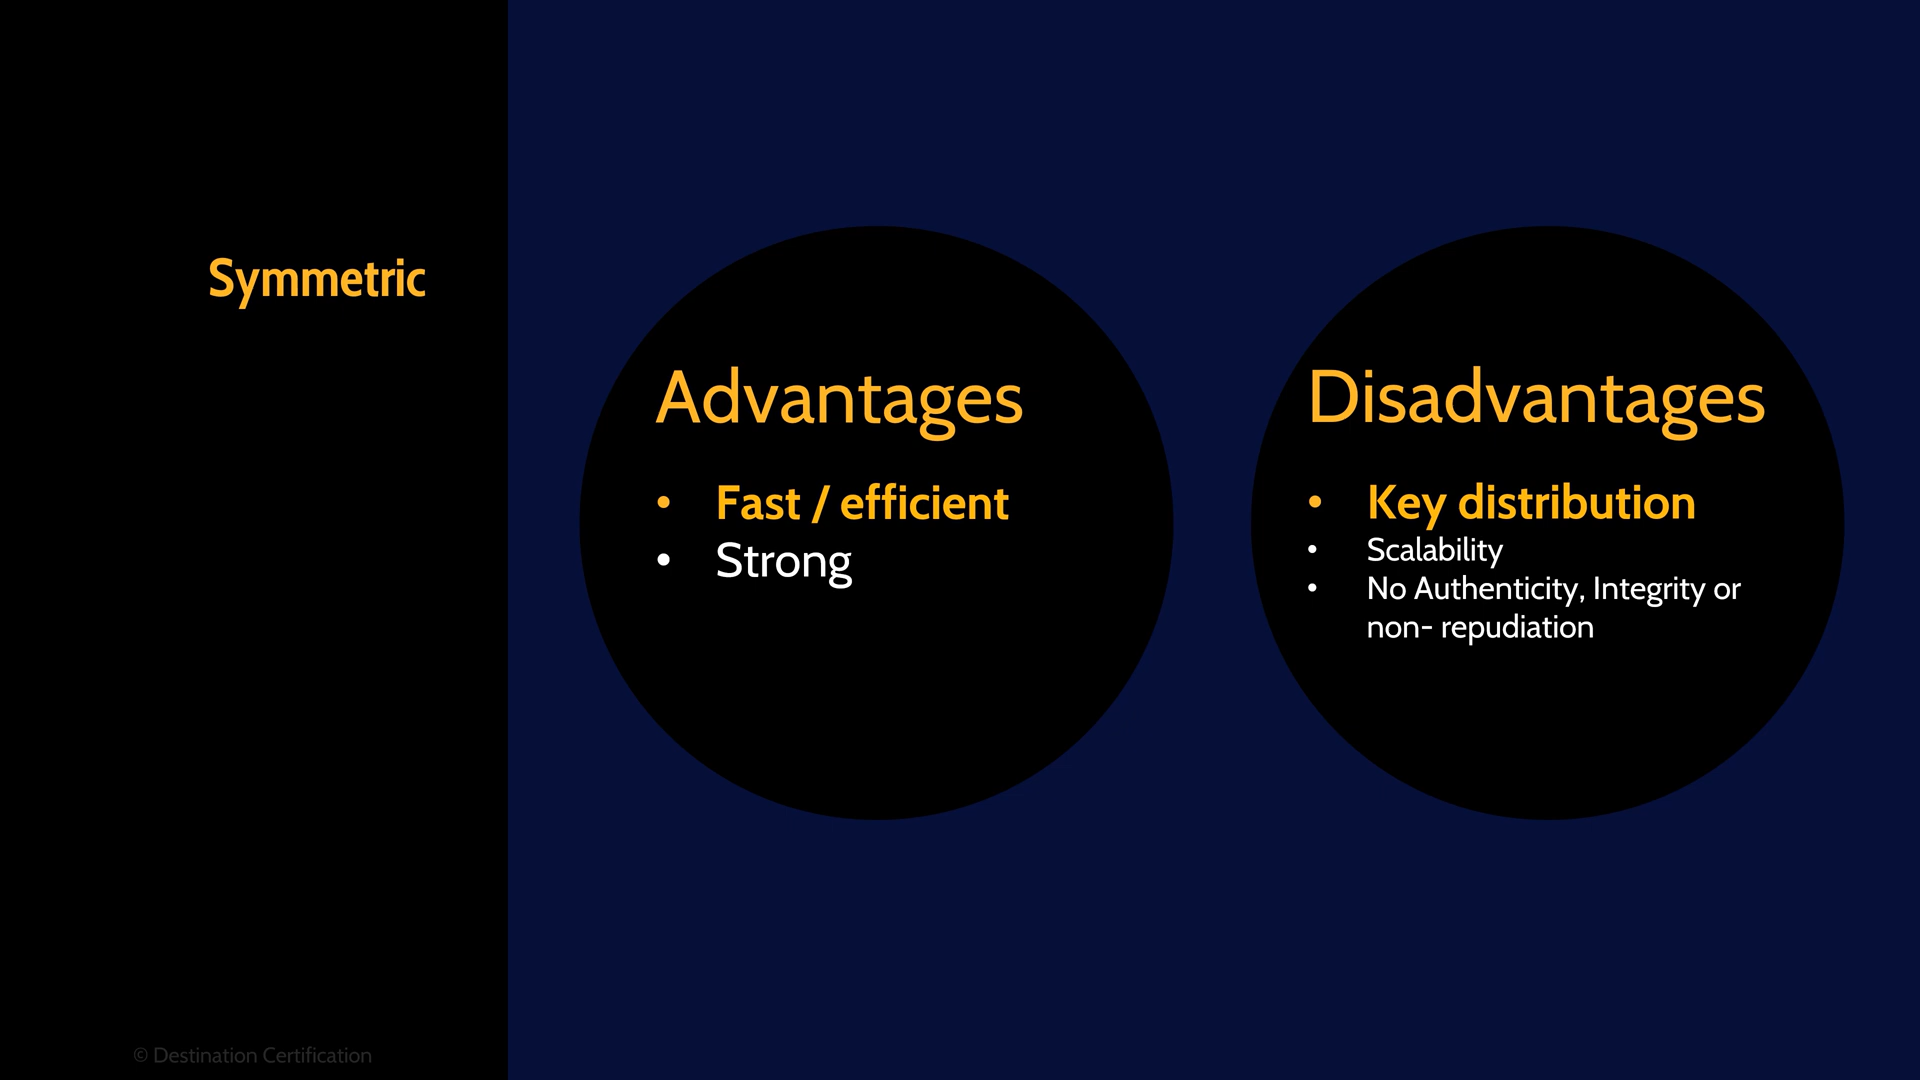 Symmetric
Advantages
• Fast / efficient
• Strong
Disadvantages
• Key distribution
• Scalability
• No Authenticity, Integrity or
non- repudiation
© Destination Certification